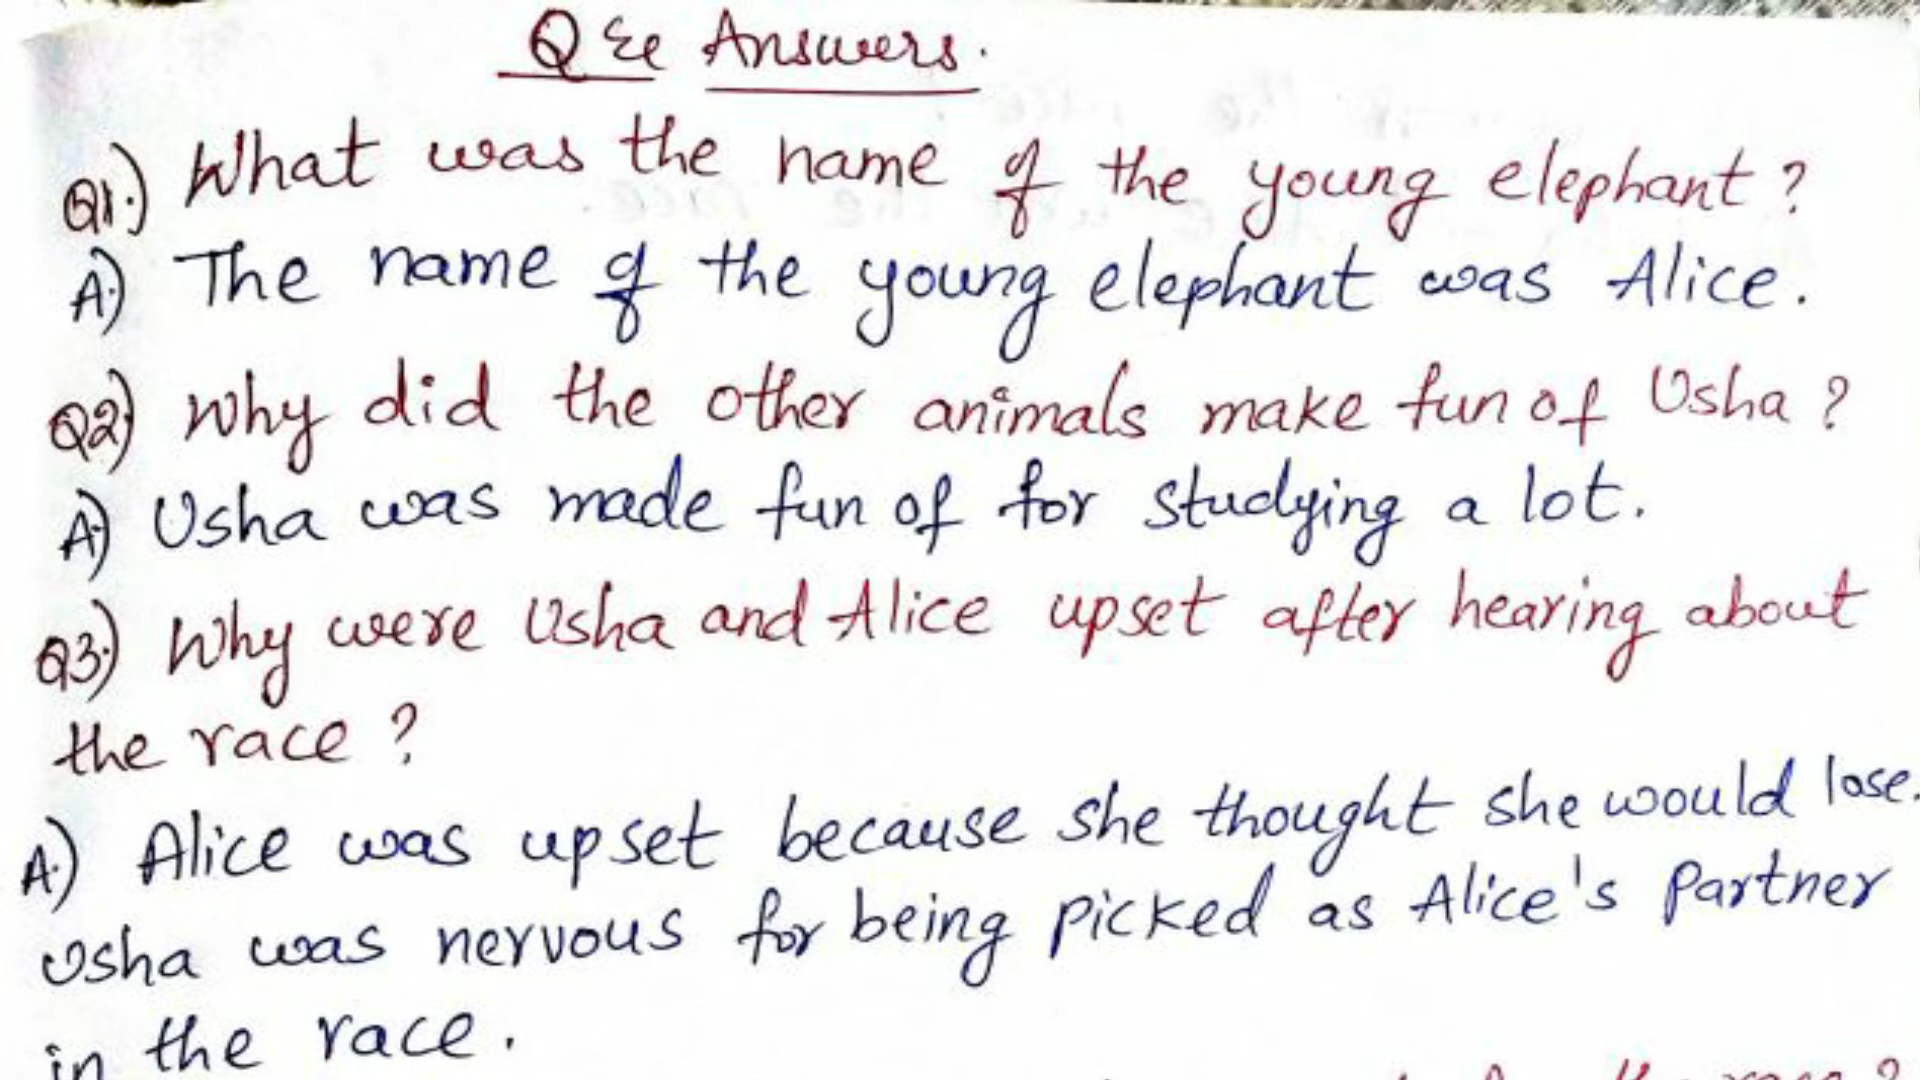 Q & Answers.
Q1.) What was the name of the young elephant?
A.) The name of the young elephant was Alice.
Q2.) Why did the other animals make fun of Usha?
A.) Usha was made fun of for studying a lot.
Q3.) Why were Usha and Alice upset after hearing about
the race?
A.) Alice was upset because she thought she would lose.
Usha was nervous for being picked as Alice's Partner
in the race.